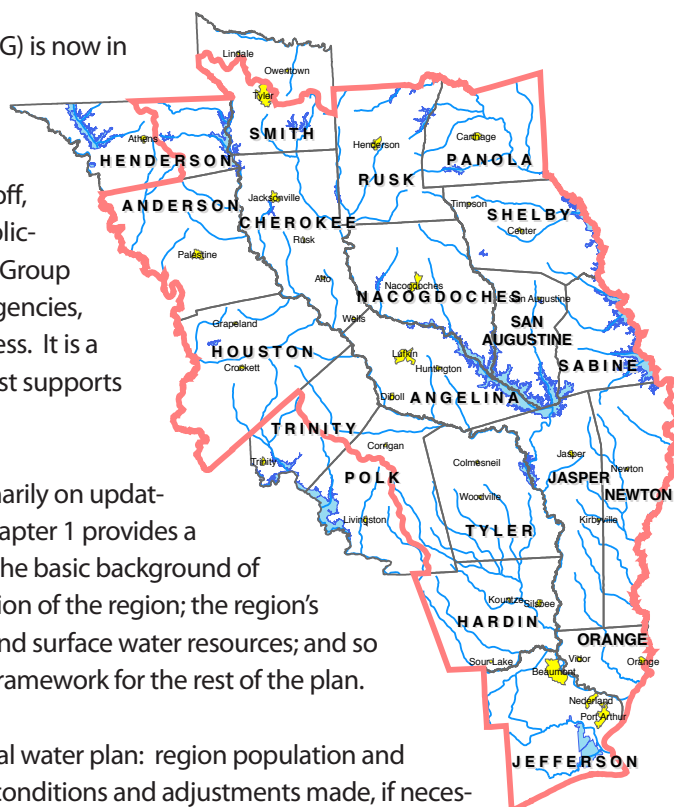 G) is now in
off,
olic-
Group
gencies,
ess. It is a
st supports
narily on updat-
apter 1 provides a
he basic background of
ion of the region; the region's
nd surface water resources; and so
ramework for the rest of the plan.
al water plan: region population and
conditions and adjustments made, if neces-
Lindale
Owentown
Tyler
SMITH
Athens
HENDERSON
Henderson
RUSK
Carthage
PANOLA
ANDERSON
Jacksonville
CHEROKEE
Rusk
Timpson
SHELBY
Center
Palestine
Alto
Nacogdoches
NACOGDOCHES
San Augustine
SAN
AUGUSTINE
Grapeland
Wells
HOUSTON
Crockett
Lufkin
Huntington
SABINE
Diboll
ANGELINA
TRINITY
Trinity
Corrigan
POLK
Livingston
Colmesneil
Woodville
TYLER
Jasper
JASPER
Newton
NEWTON
Kirbyville
Kountze
Silsbee
HARDIN
Sour Lake
ORANGE
Vidor
Orange
Beaumont
Nederland
Port Arthur
JEFFERSON